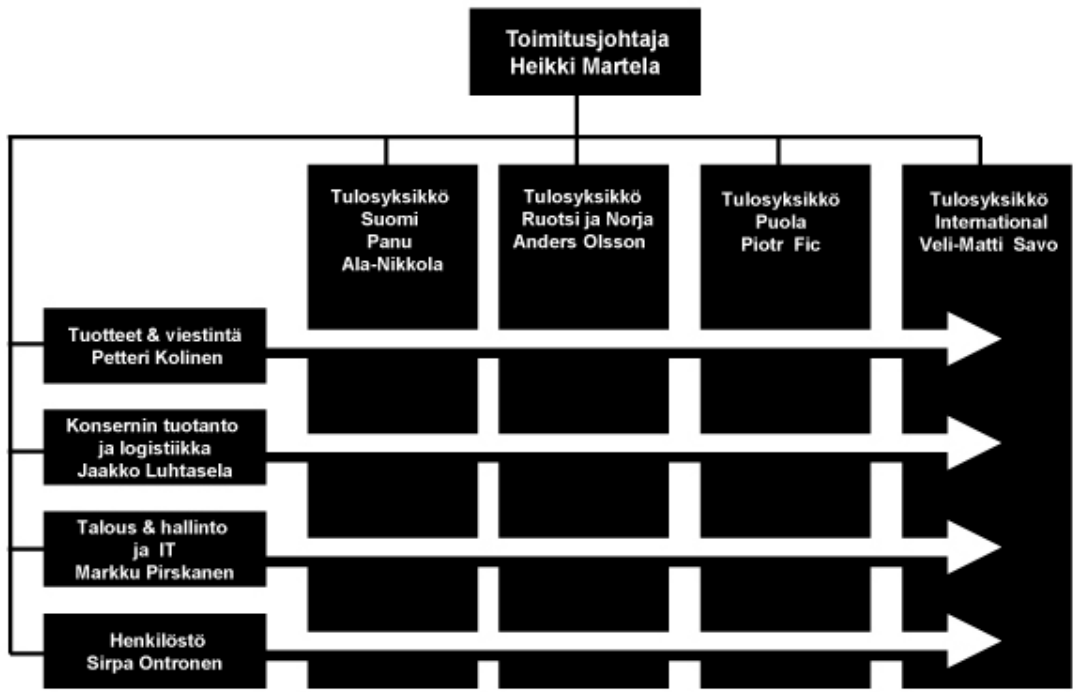 Toimitusjohtaja
Heikki Martela
Tulosyksikkö
Suomi
Panu
Ala-Nikkola
Tulosyksikkö
Ruotsi ja Norja
Anders Olsson
Tulosyksikkö
Puola
Piotr Fic
Tulosyksikkö
International
Veli-Matti Savo
Tuotteet & viestintä
Petteri Kolinen
Konsernin tuotanto
ja logistiikka
Jaakko Luhtasela
Talous & hallinto
ja IT
Markku Pirskanen
Henkilöstö
Sirpa Ontronen